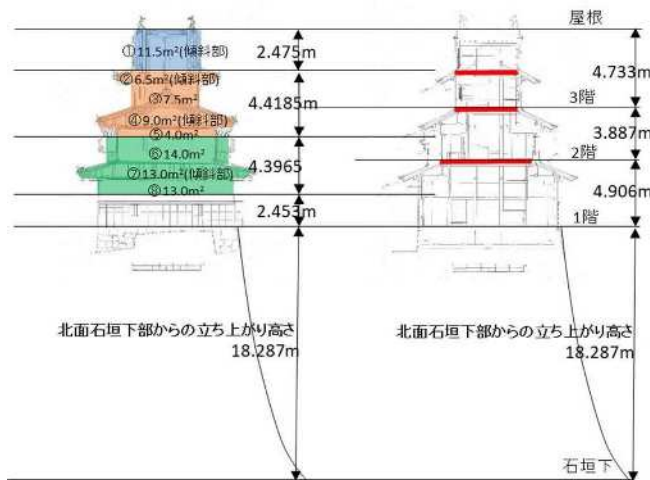 屋根
①11.5m²(傾斜部)
2.475m
②6.5m²(傾斜部)
③7.5m²
④9.0m²(傾斜部)
4.4185m
⑤4.0m²
⑥14.0m²
⑦13.0m²(傾斜部)
4.3965
⑧13.0m²
2.453m
4.733m
3階
3.887m
2階
4.906m
1階
北面石垣下部からの立ち上がり高さ
18.287m
北面石垣下部からの立ち上がり高さ
18.287m
石垣下